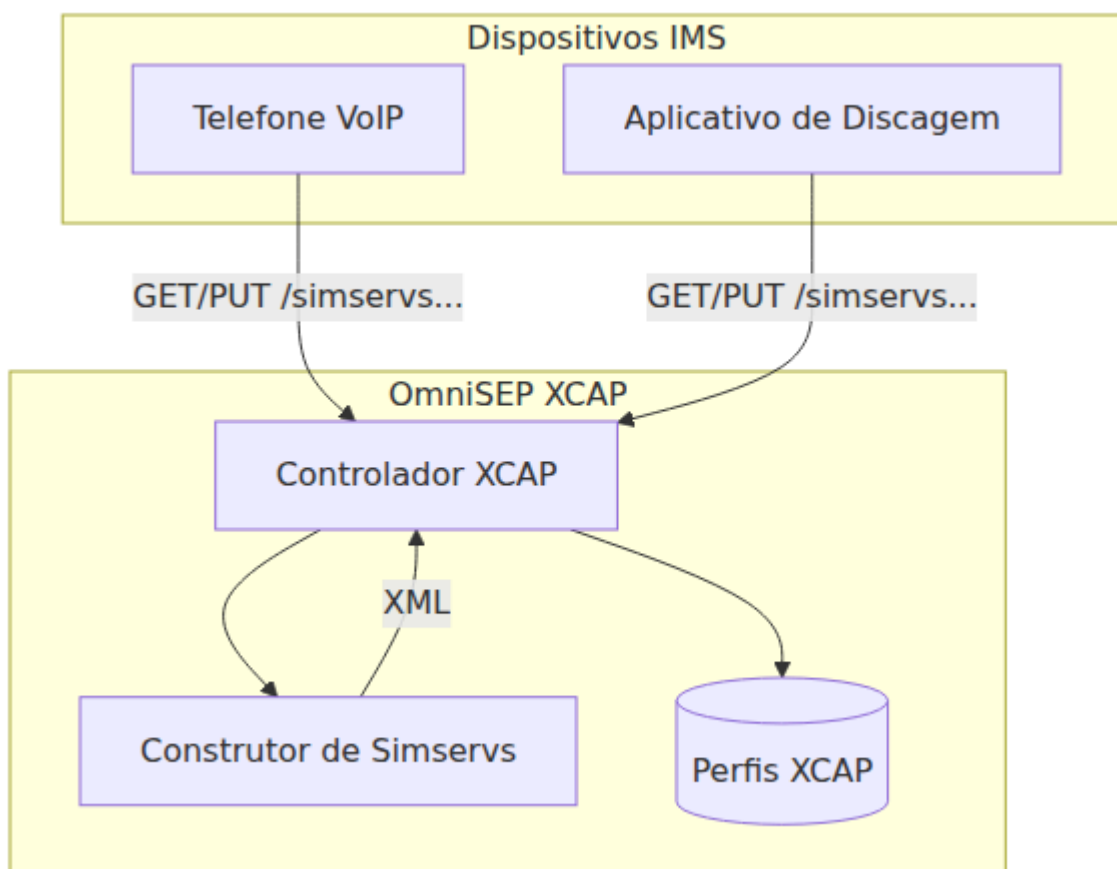 Dispositivos IMS
Telefone VoIP
Aplicativo de Discagem
GET/PUT /simservs...
GET/PUT /simservs...
OmniSEP XCAP
Controlador XCAP
XML
Construtor de Simservs
Perfis XCAP